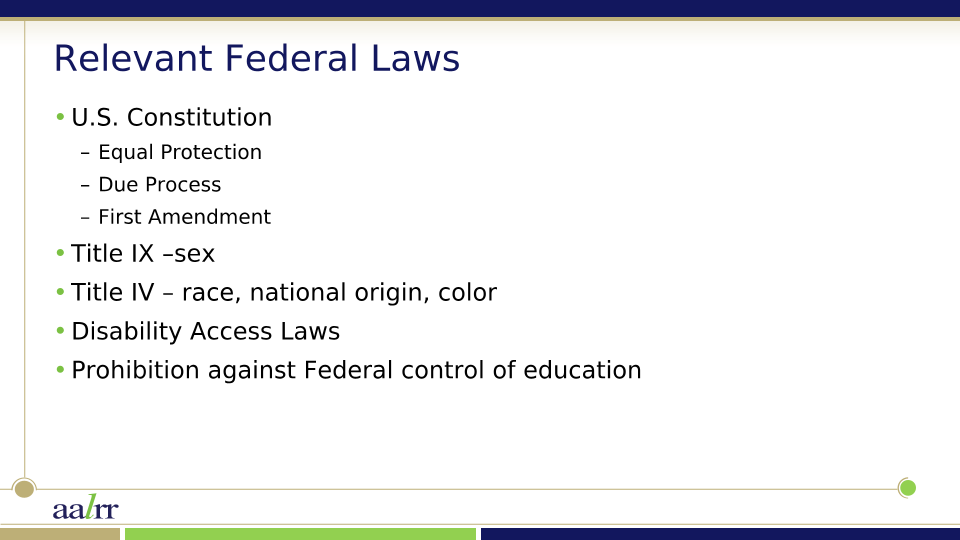 Relevant Federal Laws
• U.S. Constitution
– Equal Protection
– Due Process
– First Amendment
• Title IX –sex
• Title IV – race, national origin, color
• Disability Access Laws
• Prohibition against Federal control of education
aalrr